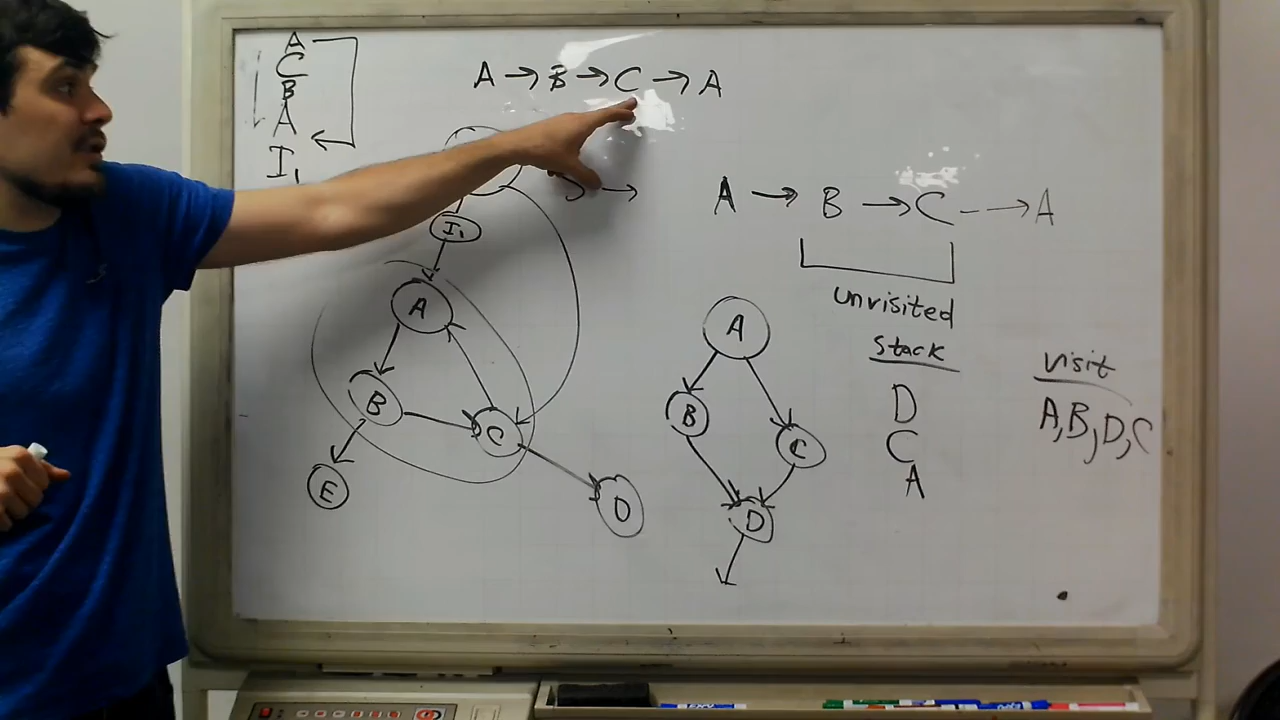 A
C
B
A
I₁
A → B → C → A
→
A → B → C --→ A
unvisited
I₁
A
B
C
E
D
A
B
C
D
stack
D
C
A
visit
A,B,D,C